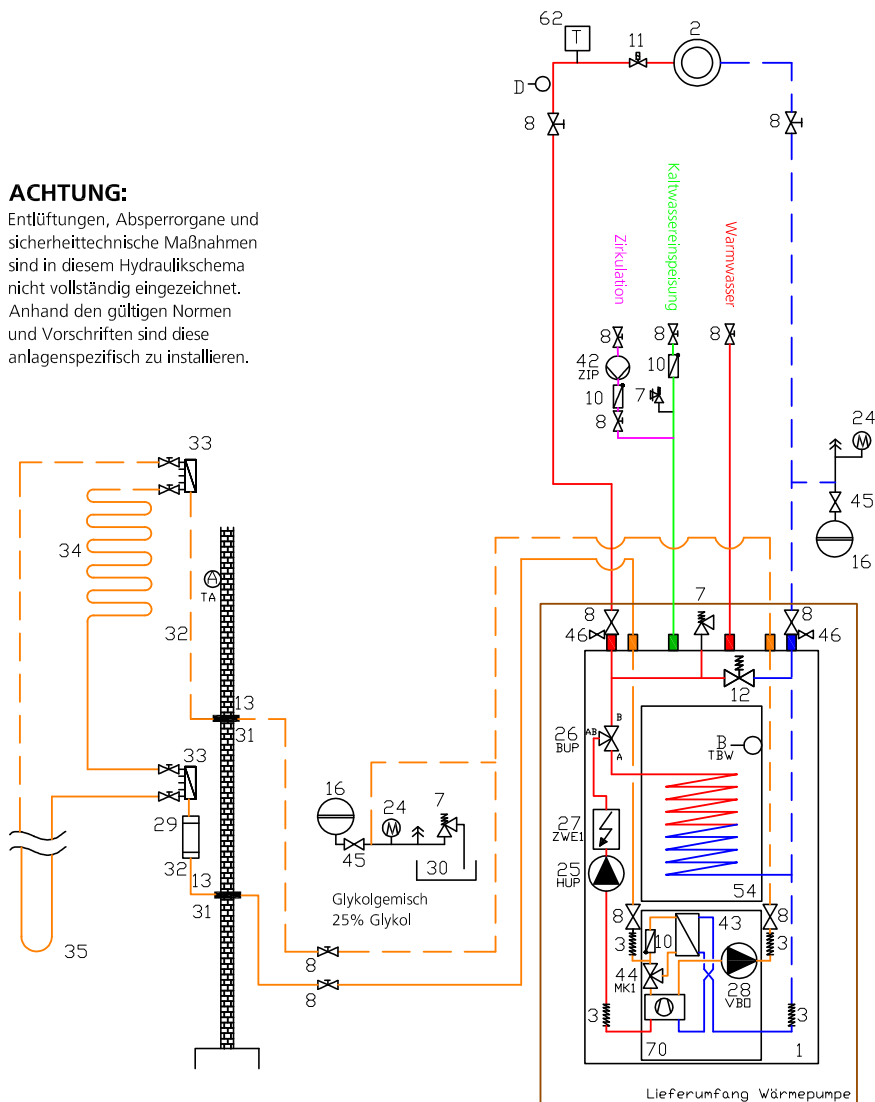 62
T
11
2
D
8
8
ACHTUNG:
Entlüftungen, Absperrorgane und
sicherheittechnische Maßnahmen
sind in diesem Hydraulikschema
nicht vollständig eingezeichnet.
Anhand den gültigen Normen
und Vorschriften sind diese
anlagenspezifisch zu installieren.
Zirkulation
Kaltwassereinspeisung
Warmwasser
8
8
8
42
ZIP
10
10
7
8
24
M
45
16
33
34
A
TA
32
13
31
33
29
32
13
31
35
16
24
M
7
45
30
Glykolgemisch
25% Glykol
8
8
8
7
8
46
46
12
26
BUP
B
AB
A
B
TBW
27
ZWE1
25
HUP
54
8
43
8
3
10
3
44
MK1
28
VBO
3
3
70
1
Lieferumfang Wärmepumpe